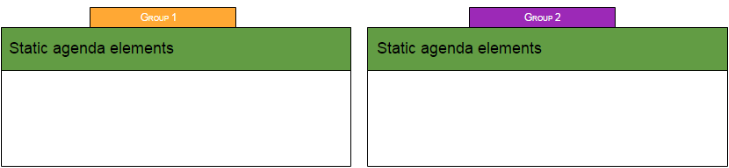 Group 1
Group 2
Static agenda elements
Static agenda elements